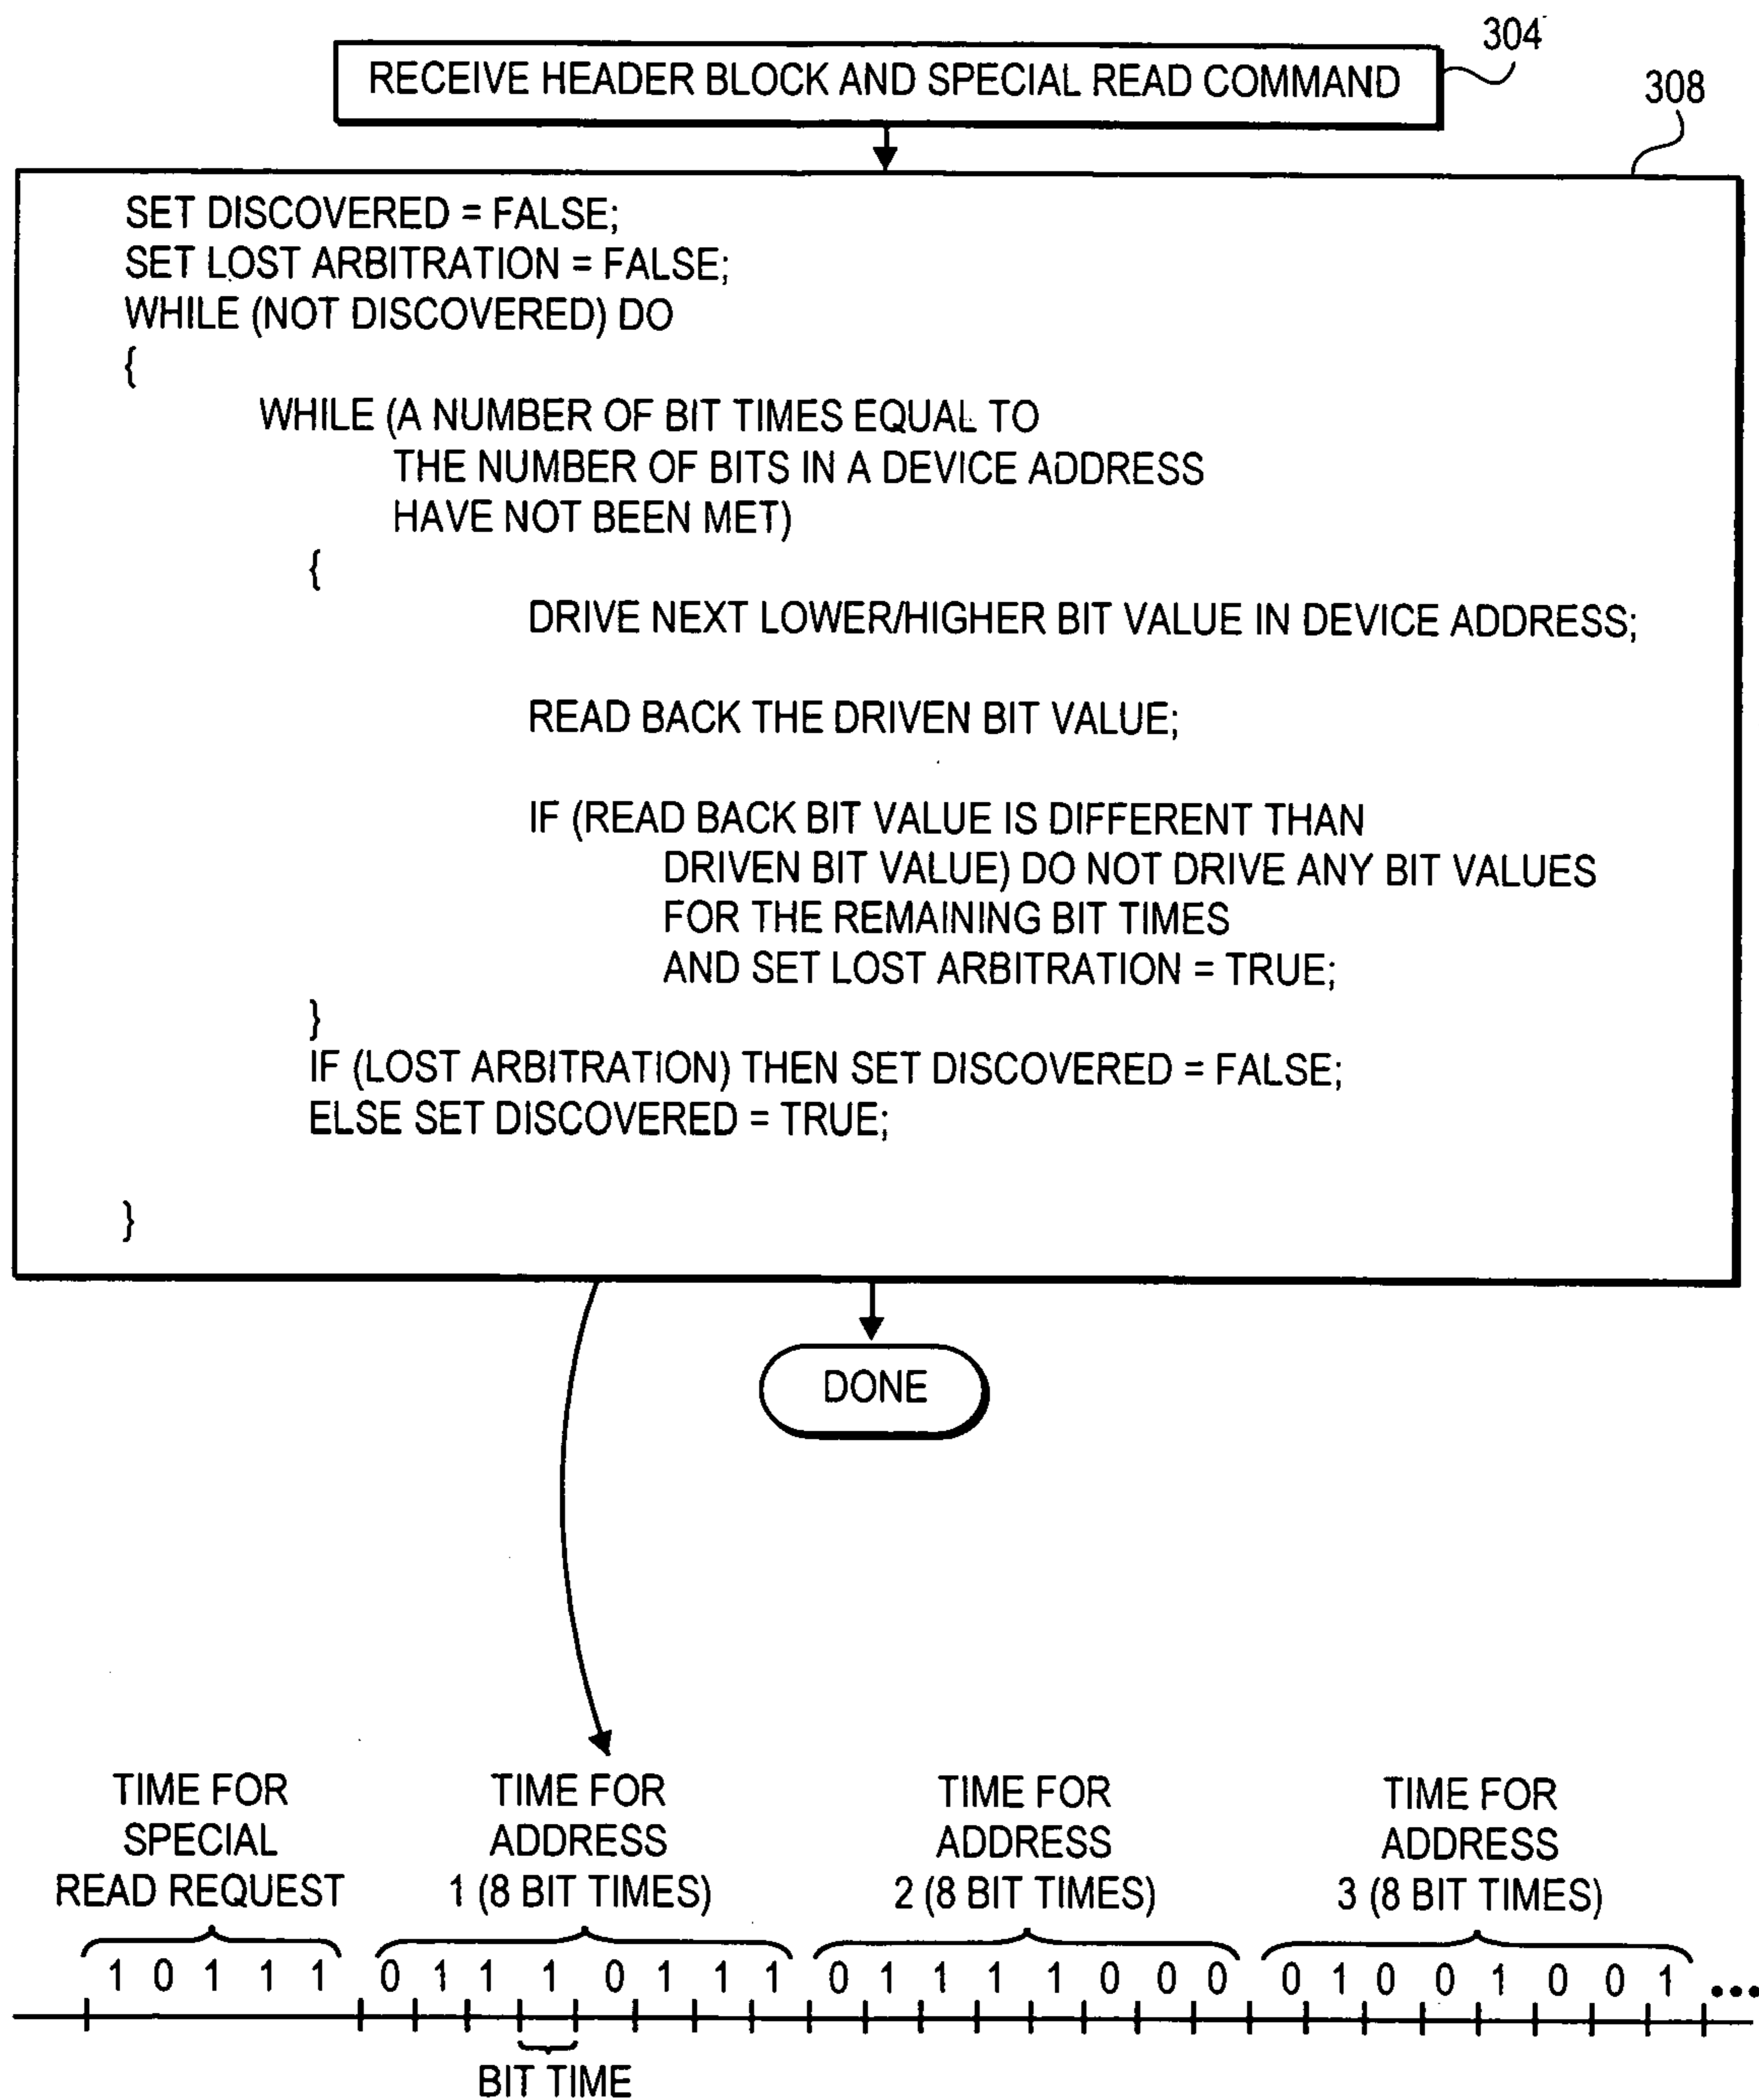 304
RECEIVE HEADER BLOCK AND SPECIAL READ COMMAND
308
SET DISCOVERED = FALSE;
SET LOST ARBITRATION = FALSE;
WHILE (NOT DISCOVERED) DO
{
WHILE (A NUMBER OF BIT TIMES EQUAL TO
THE NUMBER OF BITS IN A DEVICE ADDRESS
HAVE NOT BEEN MET)
{
DRIVE NEXT LOWER/HIGHER BIT VALUE IN DEVICE ADDRESS;
READ BACK THE DRIVEN BIT VALUE;
IF (READ BACK BIT VALUE IS DIFFERENT THAN
DRIVEN BIT VALUE) DO NOT DRIVE ANY BIT VALUES
FOR THE REMAINING BIT TIMES
AND SET LOST ARBITRATION = TRUE;
}
IF (LOST ARBITRATION) THEN SET DISCOVERED = FALSE;
ELSE SET DISCOVERED = TRUE;
}
DONE
TIME FOR
SPECIAL
READ REQUEST
TIME FOR
ADDRESS
1 (8 BIT TIMES)
TIME FOR
ADDRESS
2 (8 BIT TIMES)
TIME FOR
ADDRESS
3 (8 BIT TIMES)
1 0 1 1 1 0 1 1 1 0 1 1 1 0 1 1 1 1 0 0 0 0 1 0 0 1 0 0 1 •••
BIT TIME